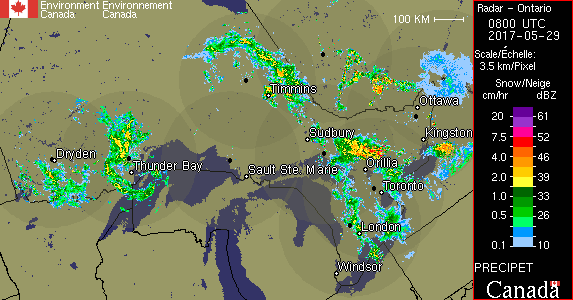 Environment Environnement
Canada Canada
100 KM
Timmins
Ottawa
Sudbury
Kingston
Dryden
Thunder Bay
Sault Ste. Marie
Orillia
Toronto
London
Windsor
Radar - Ontario
0800 UTC
2017-05-29
Scale/Échelle:
3.5 km/Pixel
Snow/Neige
cm/hr dBZ
20 61
7.5 52
4.0 46
2.0 39
1.0 33
0.5 26
0.1 10
PRECIPET
Canada